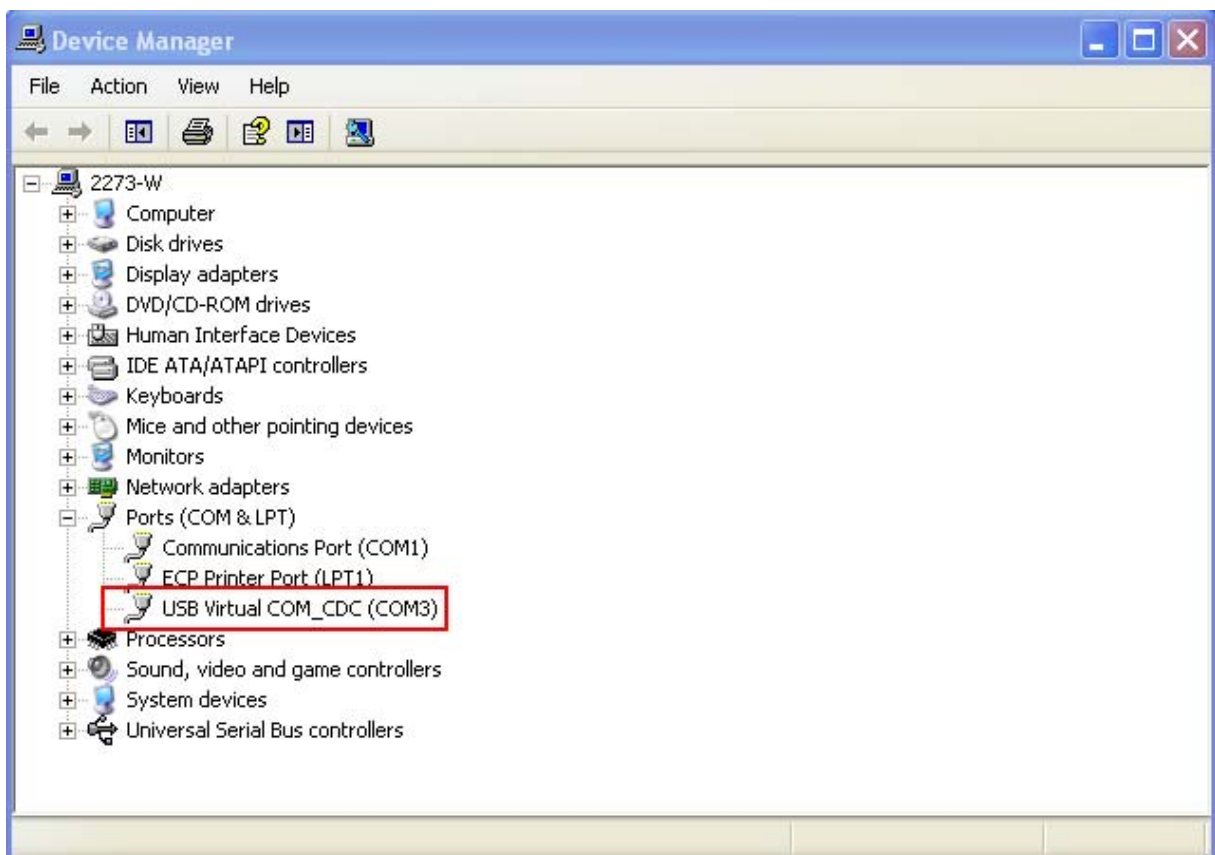 Device Manager
File Action View Help
2273-W
Computer
Disk drives
Display adapters
DVD/CD-ROM drives
Human Interface Devices
IDE ATA/ATAPI controllers
Keyboards
Mice and other pointing devices
Monitors
Network adapters
Ports (COM & LPT)
Communications Port (COM1)
ECP Printer Port (LPT1)
USB Virtual COM_CDC (COM3)
Processors
Sound, video and game controllers
System devices
Universal Serial Bus controllers